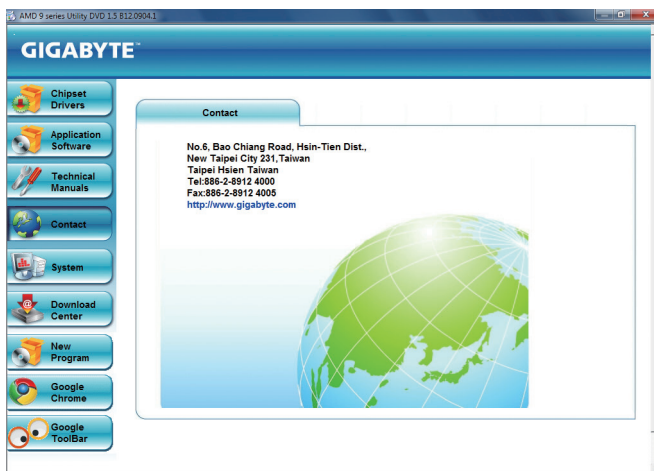 AMD 9 series Utility DVD 1.5 B12.0904.1
GIGABYTE™
Chipset
Drivers
Application
Software
Technical
Manuals
Contact
System
Download
Center
New
Program
Google
Chrome
Google
ToolBar
Contact
No.6, Bao Chiang Road, Hsin-Tien Dist.,
New Taipei City 231,Taiwan
Taipei Hsien Taiwan
Tel:886-2-8912 4000
Fax:886-2-8912 4005
http://www.gigabyte.com